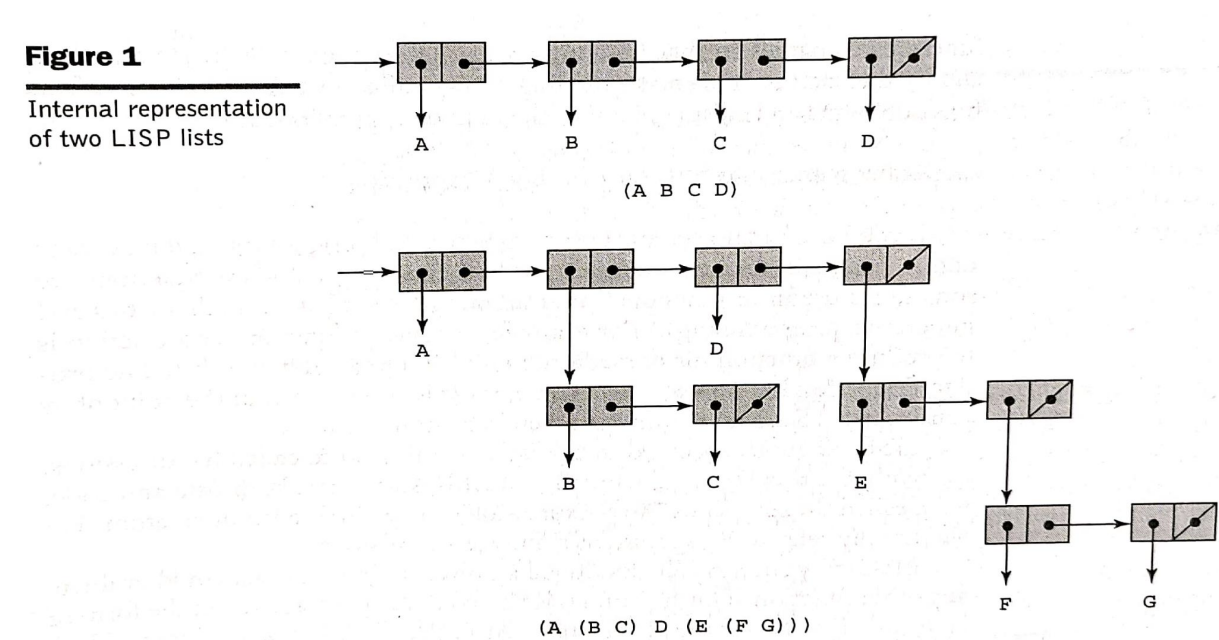 Figure 1
Internal representation
of two LISP lists
A B C D
(A B C D)
A D
B C E
F G
(A (B C) D (E (F G)))